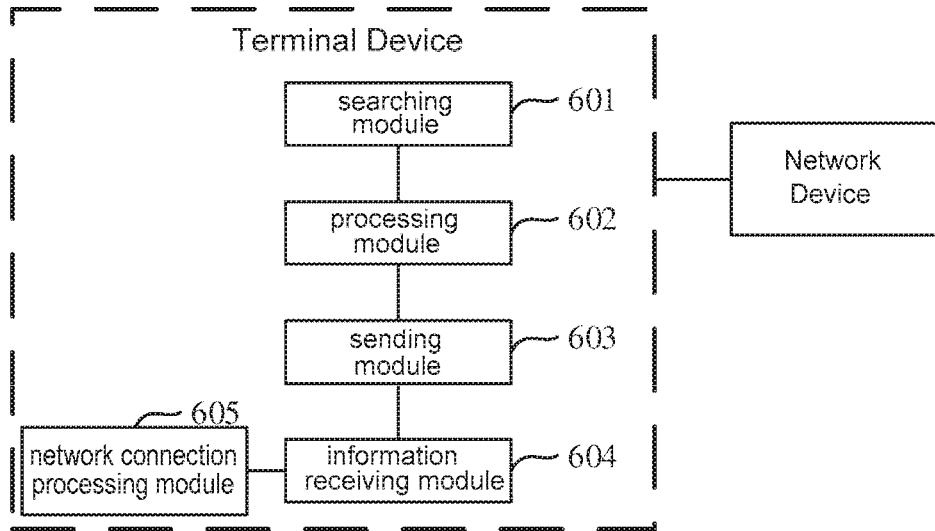 Terminal Device
searching
module
601
Network
Device
processing
module
602
sending
module
603
605
network connection
processing module
information
receiving module
604